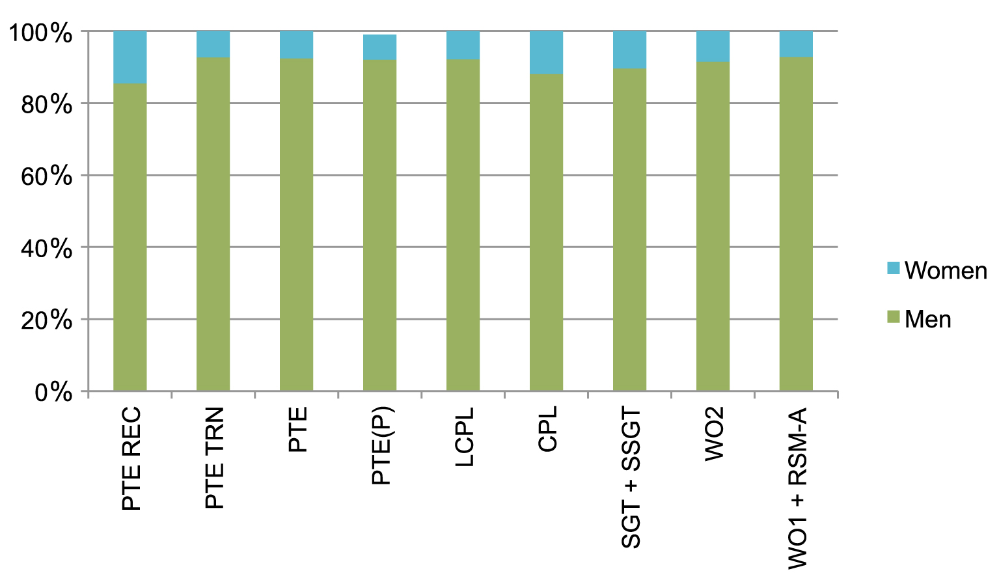 100%
80%
60%
40%
20%
0%
PTE REC
PTE TRN
PTE
PTE(P)
LCPL
CPL
SGT + SSGT
WO2
WO1 + RSM-A
Women
Men